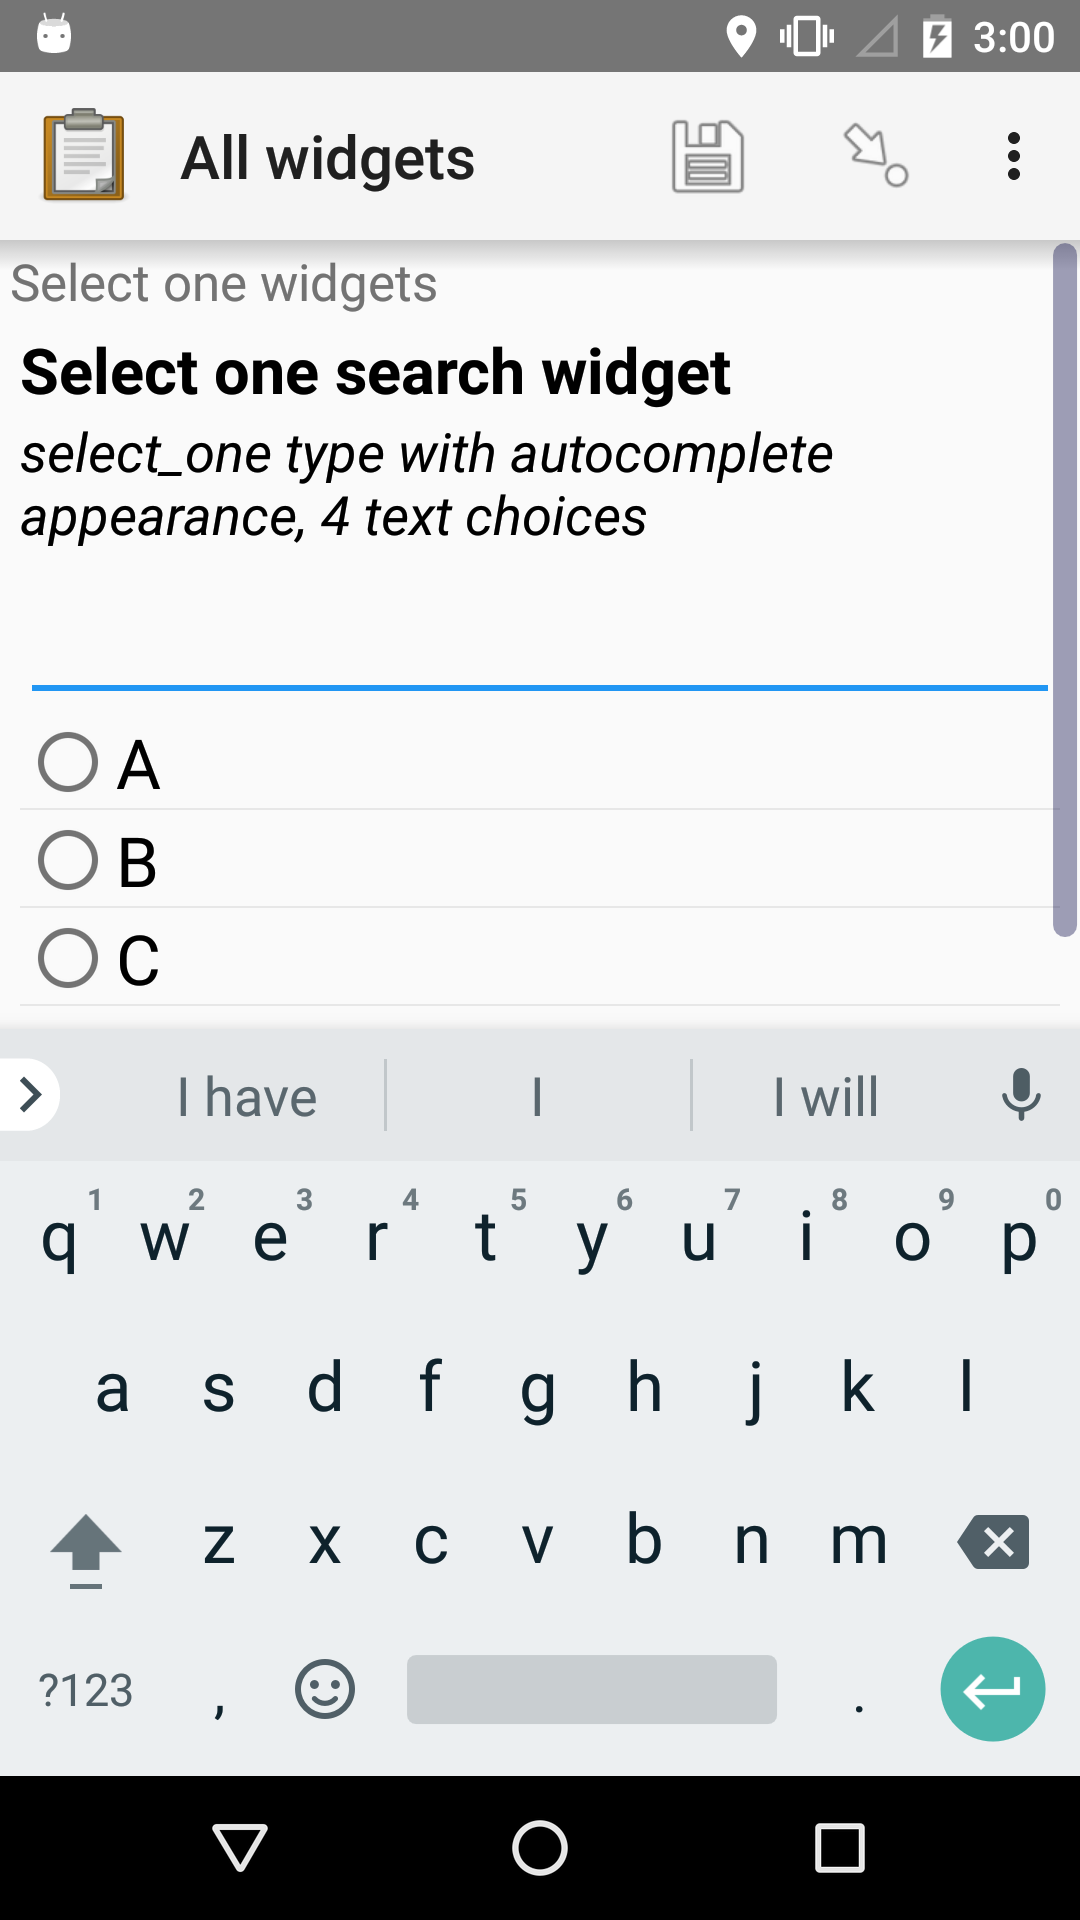 3:00
All widgets
Select one widgets
Select one search widget
select_one type with autocomplete
appearance, 4 text choices
A
B
C
I have I I will
1 2 3 4 5 6 7 8 9 0
q w e r t y u i o p
a s d f g h j k l
z x c v b n m
?123 , .